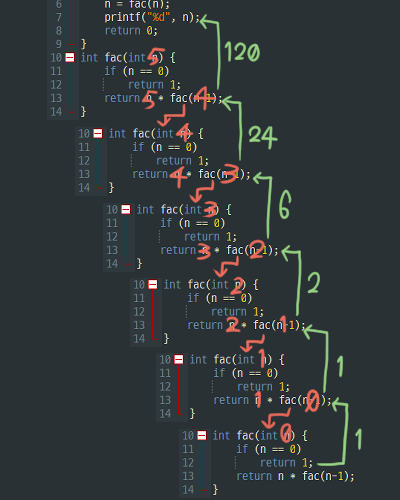 6 n = fac(n);
7 printf("%d", n);
8 return 0;
9 }
10 int fac(int n) { 5
11 if (n == 0)
12 return 1;
13 return n * fac(n-1); 5 4 120
14 }
10 int fac(int n) { 4
11 if (n == 0)
12 return 1;
13 return n * fac(n-1); 4 3 24
14 }
10 int fac(int n) { 3
11 if (n == 0)
12 return 1;
13 return n * fac(n-1); 3 2 6
14 }
10 int fac(int n) { 2
11 if (n == 0)
12 return 1;
13 return n * fac(n-1); 2 1 2
14 }
10 int fac(int n) { 1
11 if (n == 0)
12 return 1;
13 return n * fac(n-1); 1 0 1
14 }
10 int fac(int n) { 0
11 if (n == 0)
12 return 1; 1
13 return n * fac(n-1);
14 }